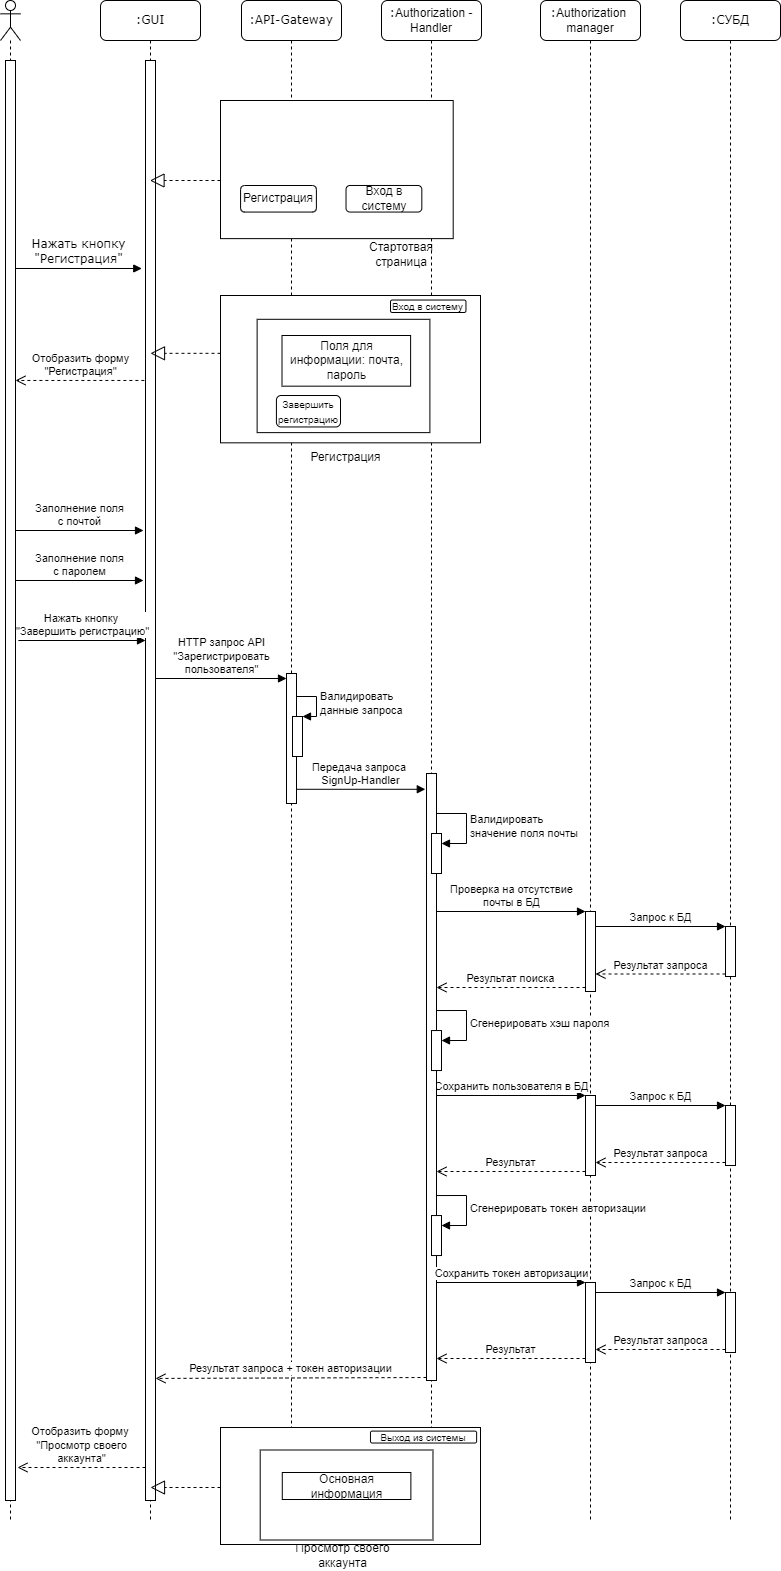 :GUI
:API-Gateway
:Authorization -
Handler
:Authorization
manager
:СУБД
Регистрация
Вход в
систему
Стартотвая
страница
Нажать кнопку
"Регистрация"
Вход в систему
Поля для
информации: почта,
пароль
Завершить
регистрацию
Отобразить форму
"Регистрация"
Регистрация
Заполнение поля
с почтой
Заполнение поля
с паролем
Нажать кнопку
"Завершить регистрацию"
HTTP запрос API
"Зарегистрировать
пользователя"
Валидировать
данные запроса
Передача запроса
SignUp-Handler
Валидировать
значение поля почты
Проверка на отсутствие
почты в БД
Запрос к БД
Результат запроса
Результат поиска
Сгенерировать хэш пароля
Сохранить пользователя в БД
Запрос к БД
Результат запроса
Результат
Сгенерировать токен авторизации
Сохранить токен авторизации
Запрос к БД
Результат запроса
Результат
Результат запроса + токен авторизации
Отобразить форму
"Просмотр своего
аккаунта"
Выход из системы
Основная
информация
Просмотр своего
аккаунта